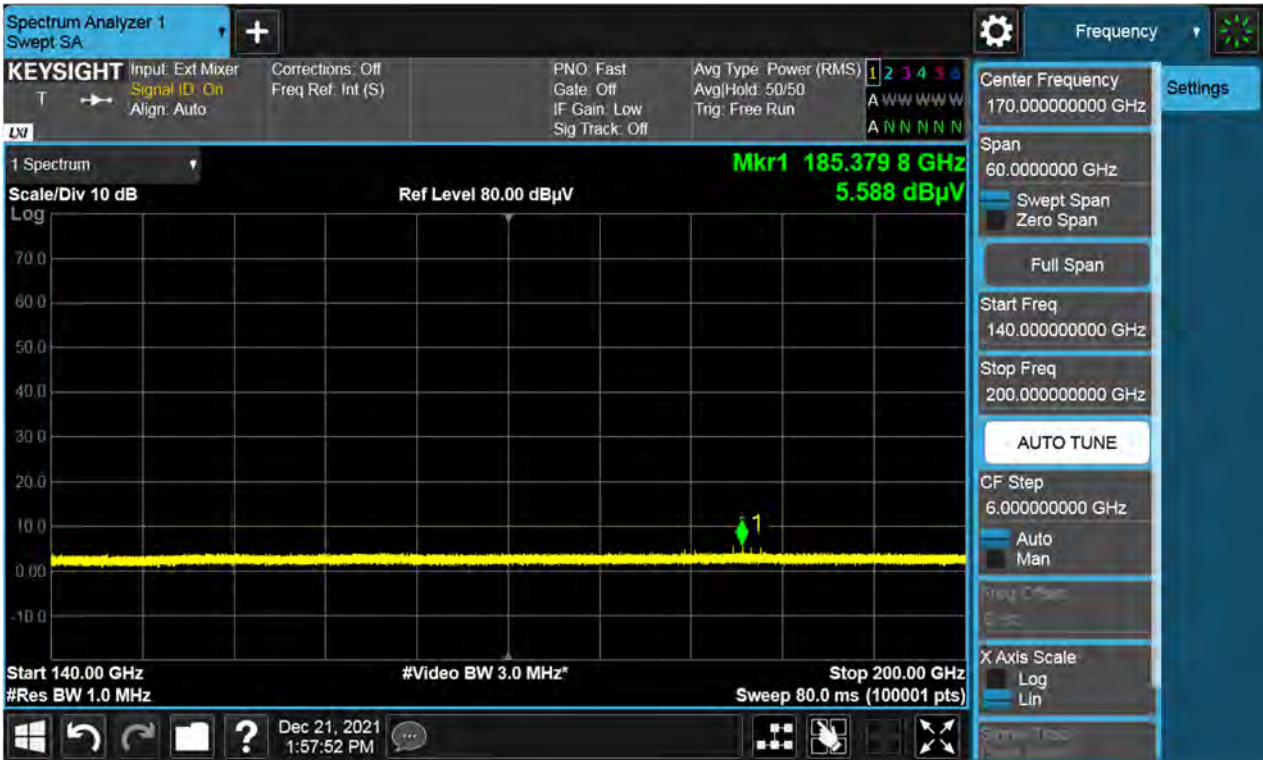 Spectrum Analyzer 1
Swept SA
Frequency
KEYSIGHT
T
LXI
Input: Ext Mixer
Signal ID: On
Align: Auto
Corrections: Off
Freq Ref: Int (S)
PNO: Fast
Gate: Off
IF Gain: Low
Sig Track: Off
Avg Type: Power (RMS)
Avg|Hold: 50/50
Trig: Free Run
1 2 3 4 5 6
A W W W W W
A N N N N N
1 Spectrum
Scale/Div 10 dB
Ref Level 80.00 dBµV
Mkr1 185.379 8 GHz
5.588 dBµV
Log
70.0
60.0
50.0
40.0
30.0
20.0
10.0
0.00
-10.0
1
Start 140.00 GHz
#Video BW 3.0 MHz*
Stop 200.00 GHz
#Res BW 1.0 MHz
Sweep 80.0 ms (100001 pts)
Dec 21, 2021
1:57:52 PM
Settings
Center Frequency
170.000000000 GHz
Span
60.0000000 GHz
Swept Span
Zero Span
Full Span
Start Freq
140.000000000 GHz
Stop Freq
200.000000000 GHz
AUTO TUNE
CF Step
6.000000000 GHz
Auto
Man
Freq Offset
X Axis Scale
Log
Lin